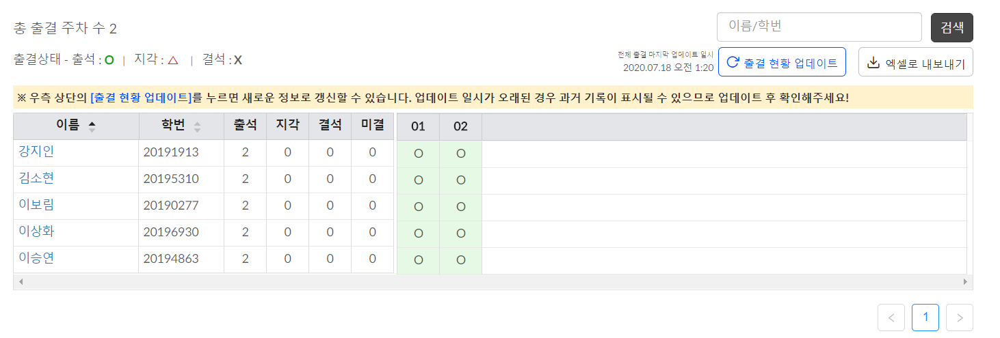 총 출결 주차 수 2
이름/학번
검색
출결상태 - 출석 : O | 지각 : △ | 결석 : X
전체 출결 마지막 업데이트 일시
2020.07.18 오전 1:20
출결 현황 업데이트
엑셀로 내보내기
※ 우측 상단의 [출결 현황 업데이트]를 누르면 새로운 정보로 갱신할 수 있습니다. 업데이트 일시가 오래된 경우 과거 기록이 표시될 수 있으므로 업데이트 후 확인해주세요!
이름 학번 출석 지각 결석 미결 01 02
강지인 20191913 2 0 0 0 O O
김소현 20195310 2 0 0 0 O O
이보림 20190277 2 0 0 0 O O
이상화 20196930 2 0 0 0 O O
이승연 20194863 2 0 0 0 O O
< 1 >